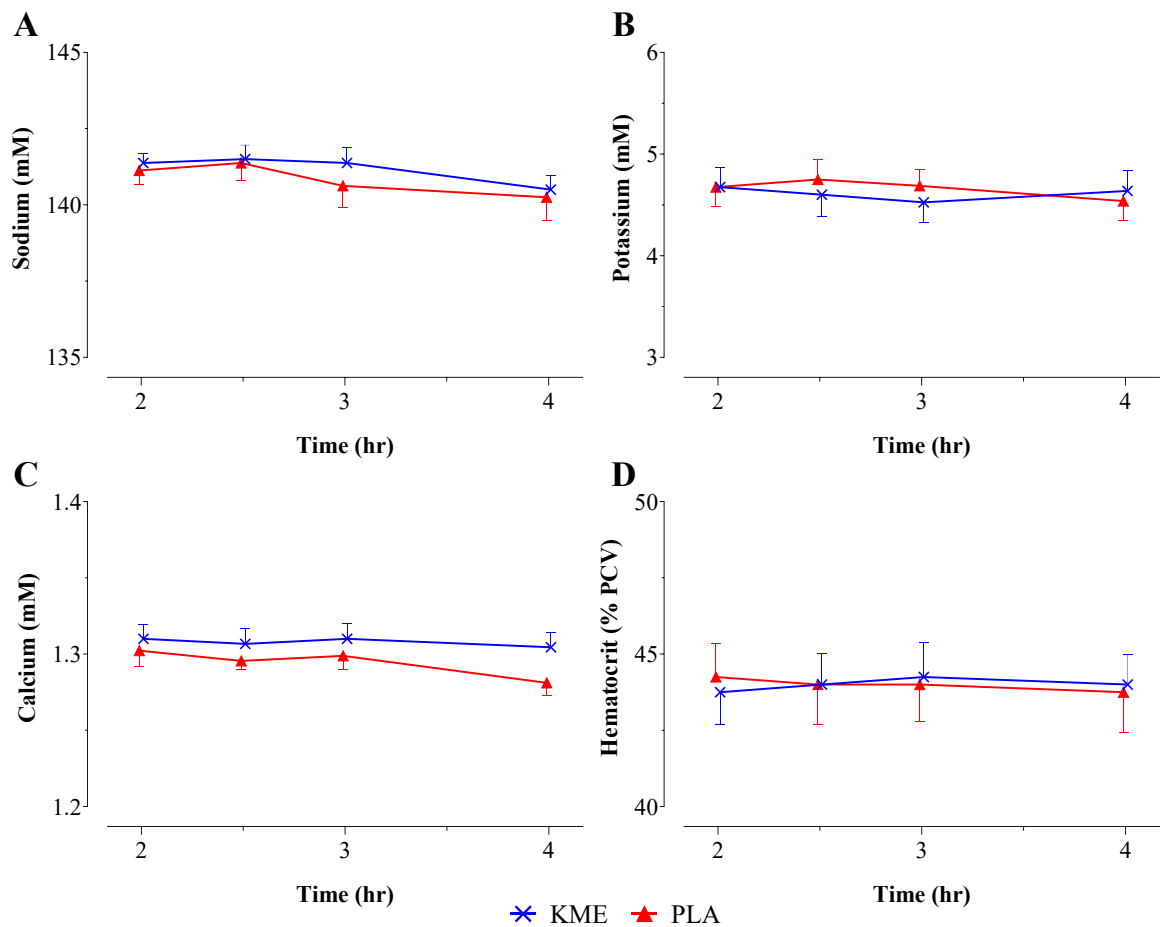 A
Sodium (mM)
145
140
135
2 3 4
Time (hr)
B
Potassium (mM)
6
5
4
3
2 3 4
Time (hr)
C
Calcium (mM)
1.4
1.3
1.2
2 3 4
Time (hr)
D
Hematocrit (% PCV)
50
45
40
2 3 4
Time (hr)
KME PLA